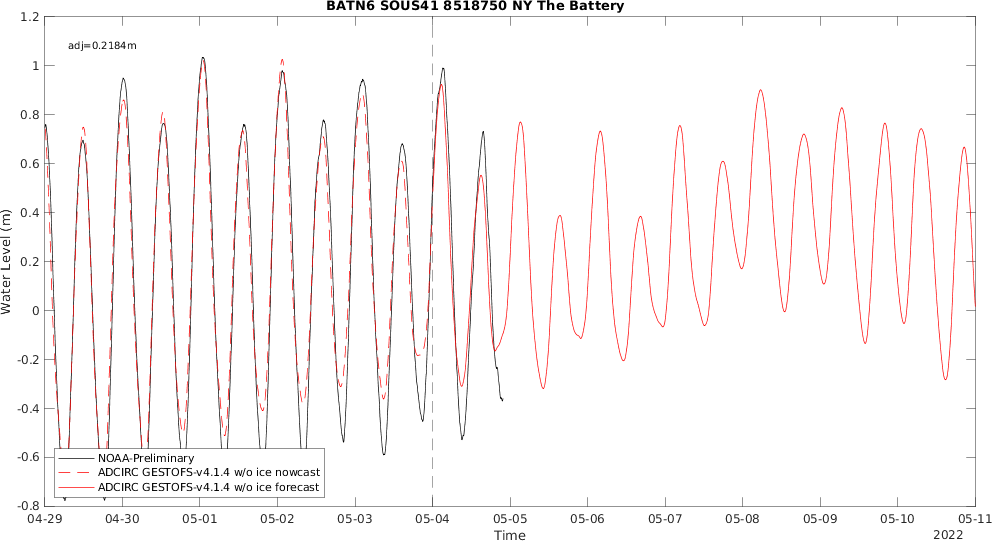 BATN6 SOUS41 8518750 NY The Battery
adj=0.2184m
1.2
1
0.8
0.6
0.4
0.2
0
-0.2
-0.4
-0.6
-0.8
Water Level (m)
NOAA-Preliminary
ADCIRC GESTOFS-v4.1.4 w/o ice nowcast
ADCIRC GESTOFS-v4.1.4 w/o ice forecast
04-29 04-30 05-01 05-02 05-03 05-04 05-05 05-06 05-07 05-08 05-09 05-10 05-11
Time
2022